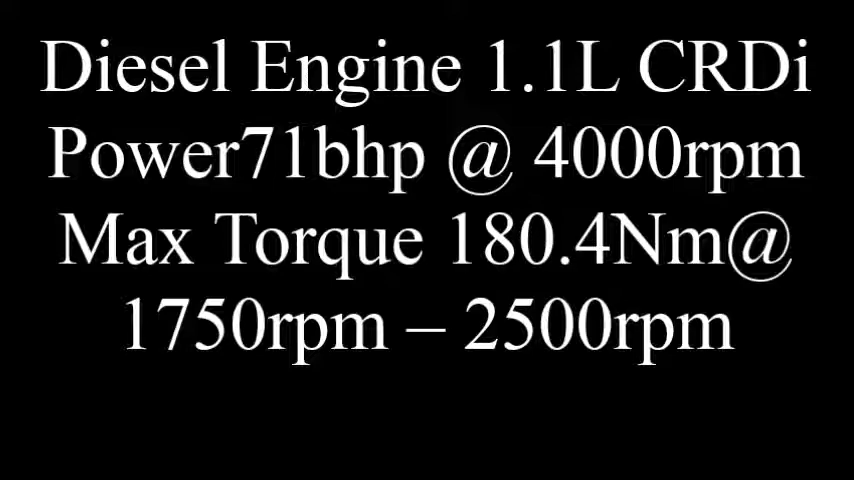 Diesel Engine 1.1L CRDi
Power71bhp @ 4000rpm
Max Torque 180.4Nm@
1750rpm – 2500rpm